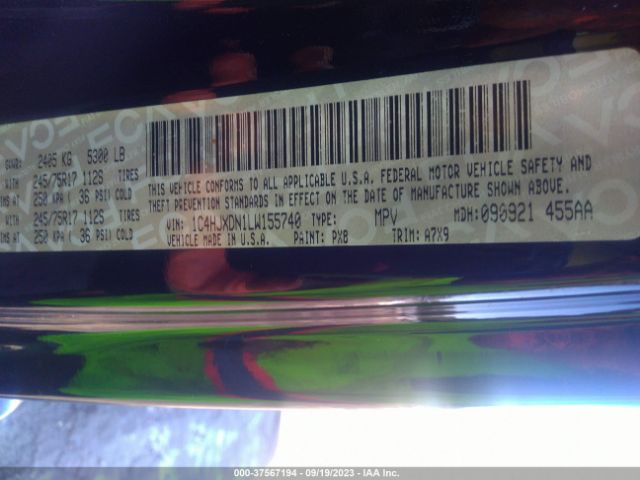 2405 KG 5300 LB
WITH 245/75R17 112S TIRES
250 KPA ( 36 PSI) COLD
WITH 245/75R17 112S TIRES
250 KPA ( 36 PSI) COLD
THIS VEHICLE CONFORMS TO ALL APPLICABLE U.S.A. FEDERAL MOTOR VEHICLE SAFETY AND
THEFT PREVENTION STANDARDS IN EFFECT ON THE DATE OF MANUFACTURE SHOWN ABOVE.
VIN: 1C4HJXDN1LW155740 TYPE: MPV MDH: 090921 455AA
VEHICLE MADE IN U.S.A. PAINT: PX8 TRIM: A7X9
000-37567194 - 09/19/2023 - IAA Inc.